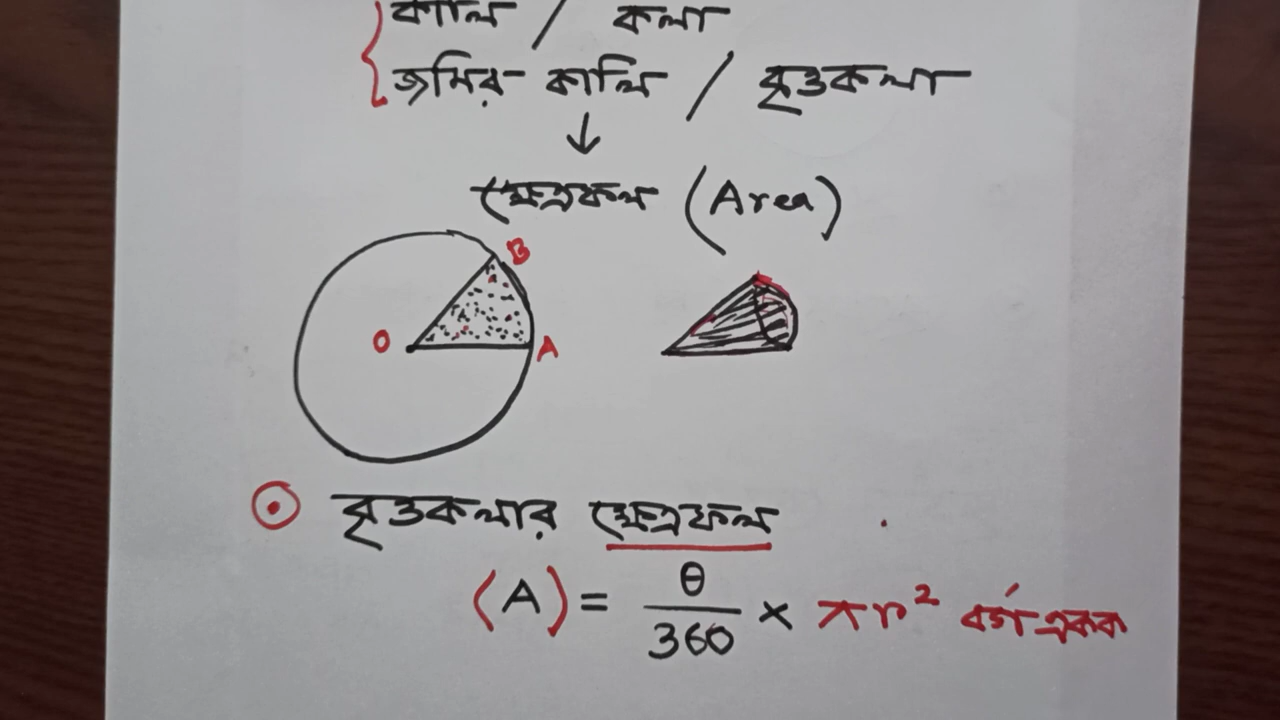 কালি / কলা
জমির কালি / বৃত্তকলা
↓
ক্ষেত্রফল (Area)
B
O
A
বৃত্তকলার ক্ষেত্রফল
(A) = θ/360 × πr² বর্গ একক